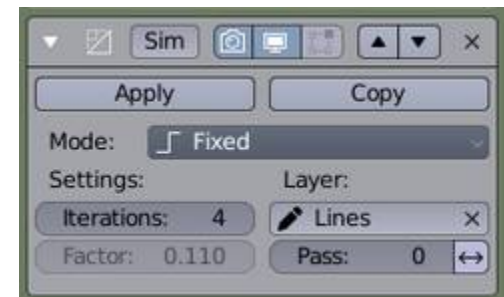 Sim
Apply Copy
Mode: Fixed
Settings: Layer:
Iterations: 4 Lines
Factor: 0.110 Pass: 0